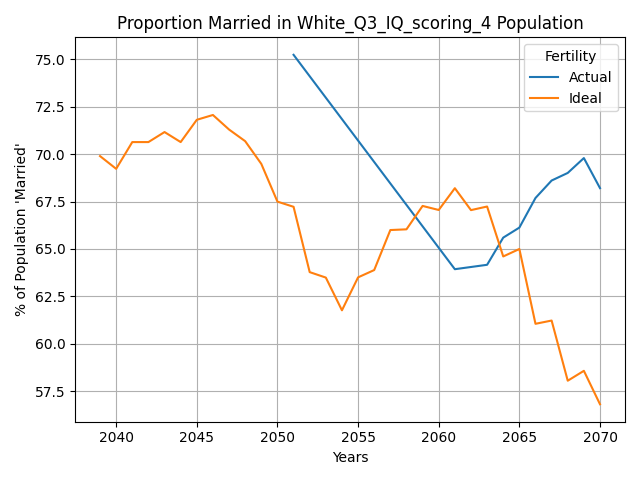 Proportion Married in White_Q3_IQ_scoring_4 Population
Fertility
Actual
Ideal
% of Population 'Married'
75.0
72.5
70.0
67.5
65.0
62.5
60.0
57.5
2040
2045
2050
2055
2060
2065
2070
Years